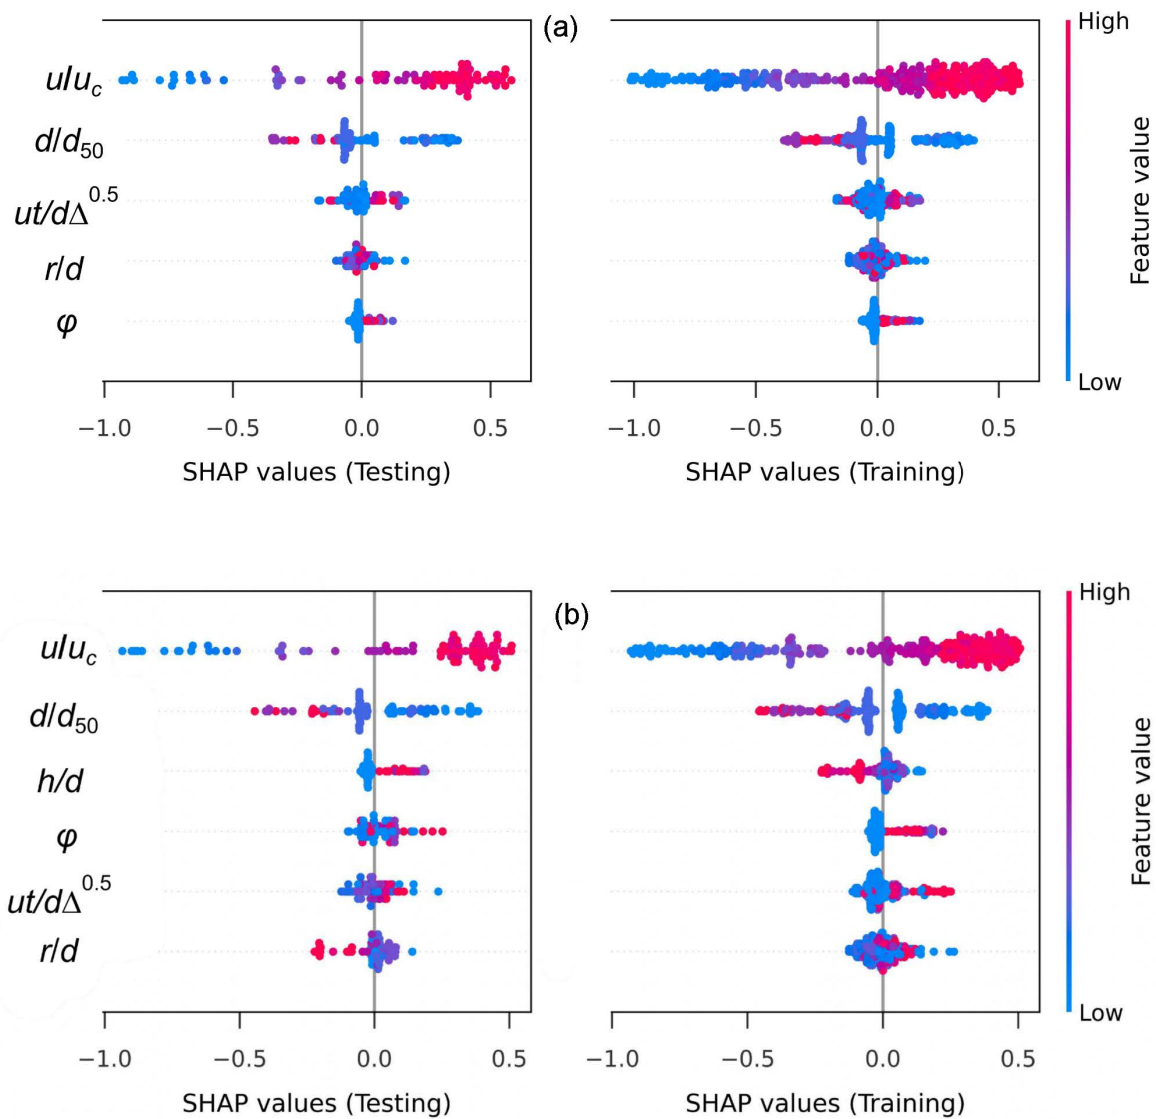 (a)
High
u/u_c
d/d_50
ut/dΔ^0.5
r/d
φ
Feature value
Low
−1.0 −0.5 0.0 0.5
−1.0 −0.5 0.0 0.5
SHAP values (Testing)
SHAP values (Training)
(b)
High
u/u_c
d/d_50
h/d
φ
ut/dΔ^0.5
r/d
Feature value
Low
−1.0 −0.5 0.0 0.5
−1.0 −0.5 0.0 0.5
SHAP values (Testing)
SHAP values (Training)